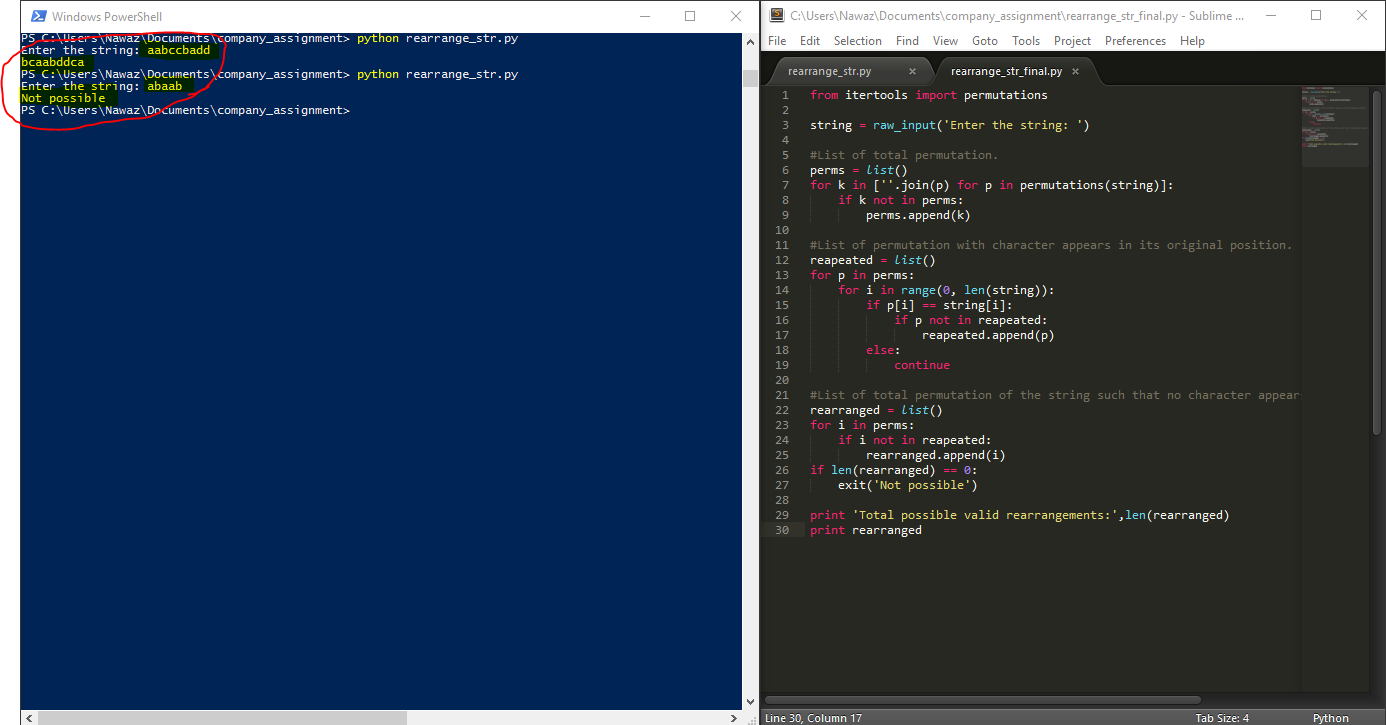 Windows PowerShell
PS C:\Users\Nawaz\Documents\company_assignment> python rearrange_str.py
Enter the string: aabccbadd
bcaabddca
PS C:\Users\Nawaz\Documents\company_assignment> python rearrange_str.py
Enter the string: abaab
Not possible
PS C:\Users\Nawaz\Documents\company_assignment>
C:\Users\Nawaz\Documents\company_assignment\rearrange_str_final.py - Sublime ...
File Edit Selection Find View Goto Tools Project Preferences Help
rearrange_str.py × rearrange_str_final.py ×
1 from itertools import permutations
2
3 string = raw_input('Enter the string: ')
4
5 #List of total permutation.
6 perms = list()
7 for k in [''.join(p) for p in permutations(string)]:
8     if k not in perms:
9         perms.append(k)
10
11 #List of permutation with character appears in its original position.
12 reapeated = list()
13 for p in perms:
14     for i in range(0, len(string)):
15         if p[i] == string[i]:
16             if p not in reapeated:
17                 reapeated.append(p)
18         else:
19             continue
20
21 #List of total permutation of the string such that no character appear
22 rearranged = list()
23 for i in perms:
24     if i not in reapeated:
25         rearranged.append(i)
26 if len(rearranged) == 0:
27     exit('Not possible')
28
29 print 'Total possible valid rearrangements:',len(rearranged)
30 print rearranged
Line 30, Column 17 Tab Size: 4 Python